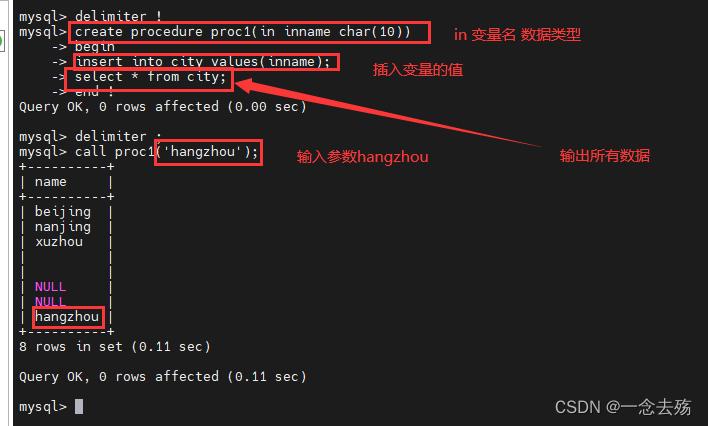 mysql> delimiter !
mysql> create procedure proc1(in inname char(10)) in 变量名 数据类型
-> begin
-> insert into city values(inname); 插入变量的值
-> select * from city;
-> end !
Query OK, 0 rows affected (0.00 sec)
mysql> delimiter ;
mysql> call proc1('hangzhou'); 输入参数hangzhou 输出所有数据
+----------+
| name     |
+----------+
| beijing  |
| nanjing  |
| xuzhou   |
|          |
|          |
| NULL     |
| NULL     |
| hangzhou |
+----------+
8 rows in set (0.11 sec)
Query OK, 0 rows affected (0.11 sec)
mysql>
CSDN @一念去殇